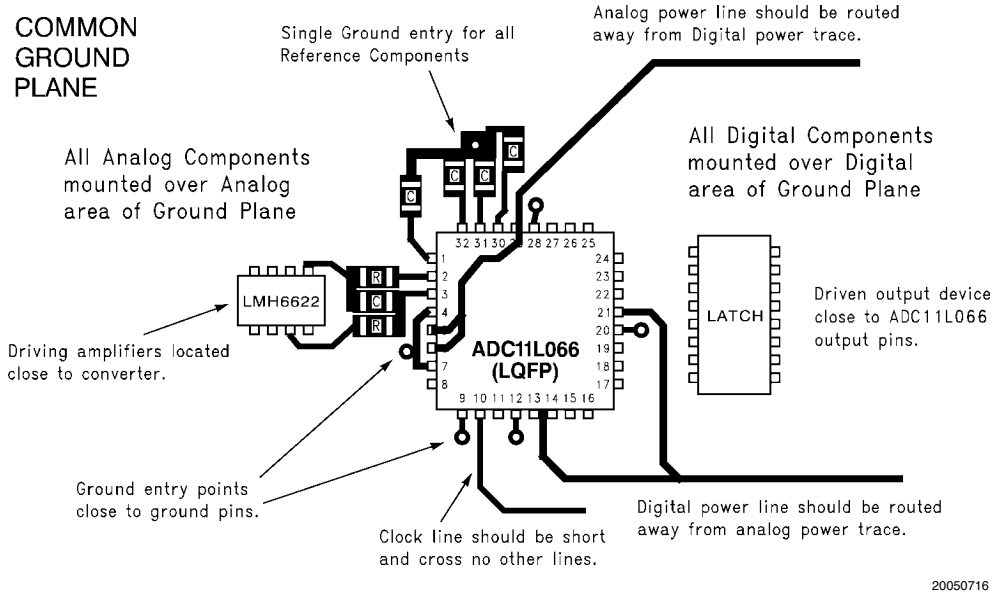 COMMON
GROUND
PLANE
Single Ground entry for all
Reference Components
Analog power line should be routed
away from Digital power trace.
All Analog Components
mounted over Analog
area of Ground Plane
All Digital Components
mounted over Digital
area of Ground Plane
C
C
C
C
32 31 30 28 27 26 25
1
2
3
4
7
8
24
23
22
21
20
19
18
17
9 10 11 12 13 14 15 16
R
C
R
LMH6622
ADC11L066
(LQFP)
LATCH
Driven output device
close to ADC11L066
output pins.
Driving amplifiers located
close to converter.
Ground entry points
close to ground pins.
Clock line should be short
and cross no other lines.
Digital power line should be routed
away from analog power trace.
20050716